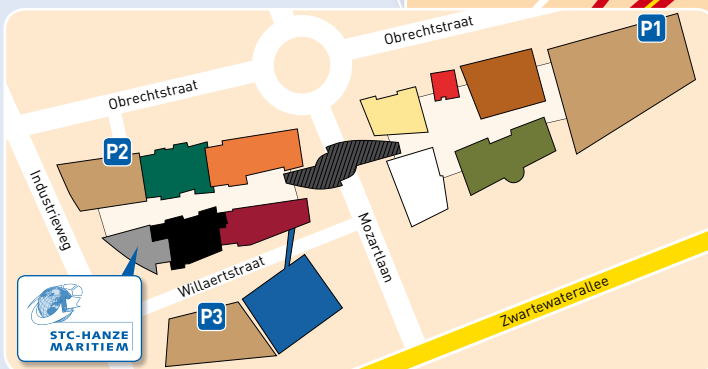 Obrechtstraat
P1
Obrechtstraat
P2
Industrieweg
Mozartlaan
Willaertstraat
Zwartewaterallee
P3
STC-HANZE
MARITIEM